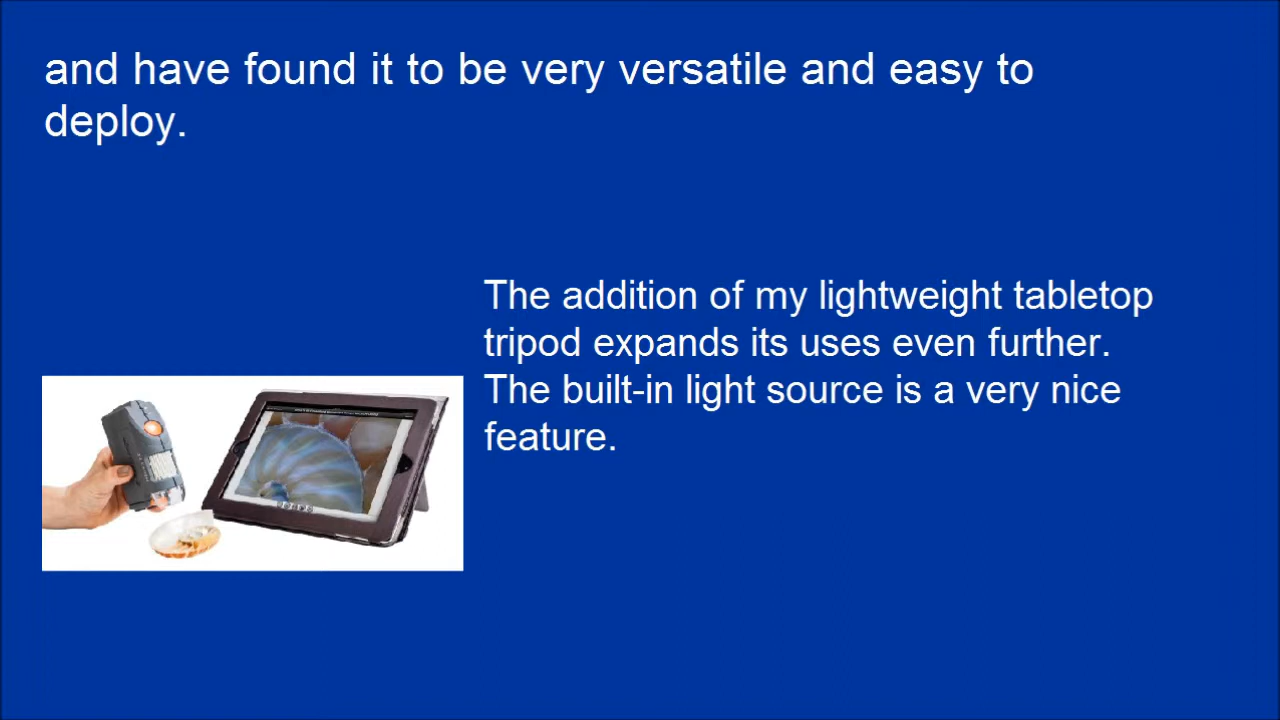 and have found it to be very versatile and easy to
deploy.
The addition of my lightweight tabletop
tripod expands its uses even further.
The built-in light source is a very nice
feature.